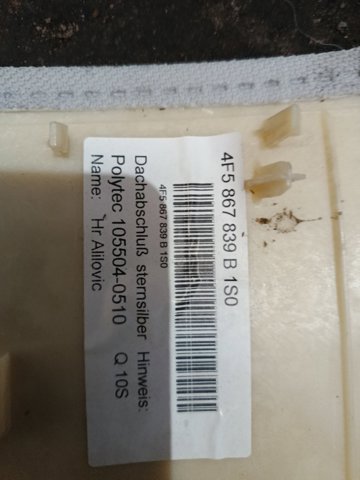 4F5 867 839 B 1S0
4F5 867 839 B 1S0
Dachabschluß sternsilber Hinweis:
Polytec 105504-0510 Q 10S
Name: Hr Alilovic